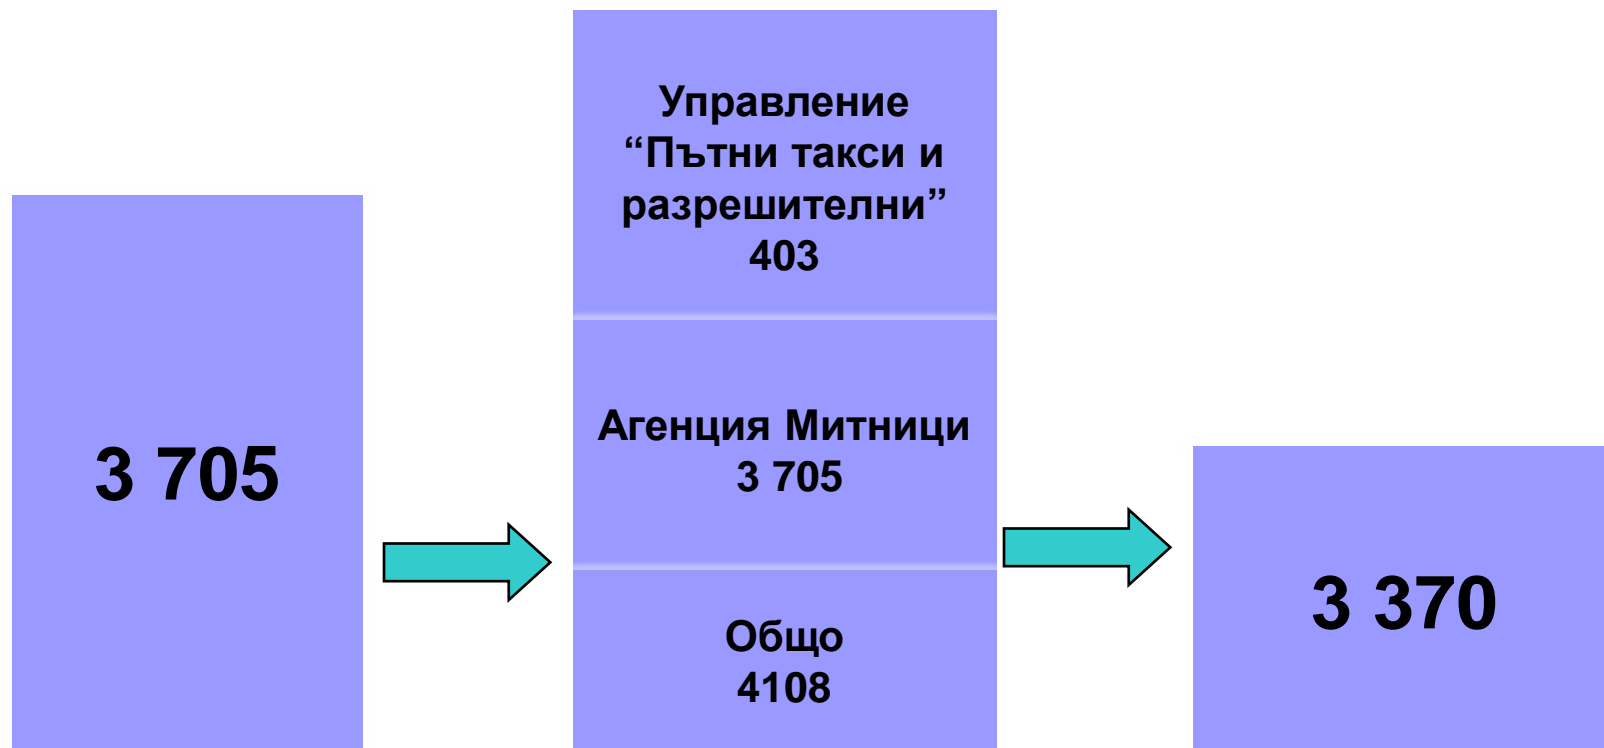 3 705
Управление
“Пътни такси и
разрешителни”
403
Агенция Митници
3 705
Общо
4108
3 370